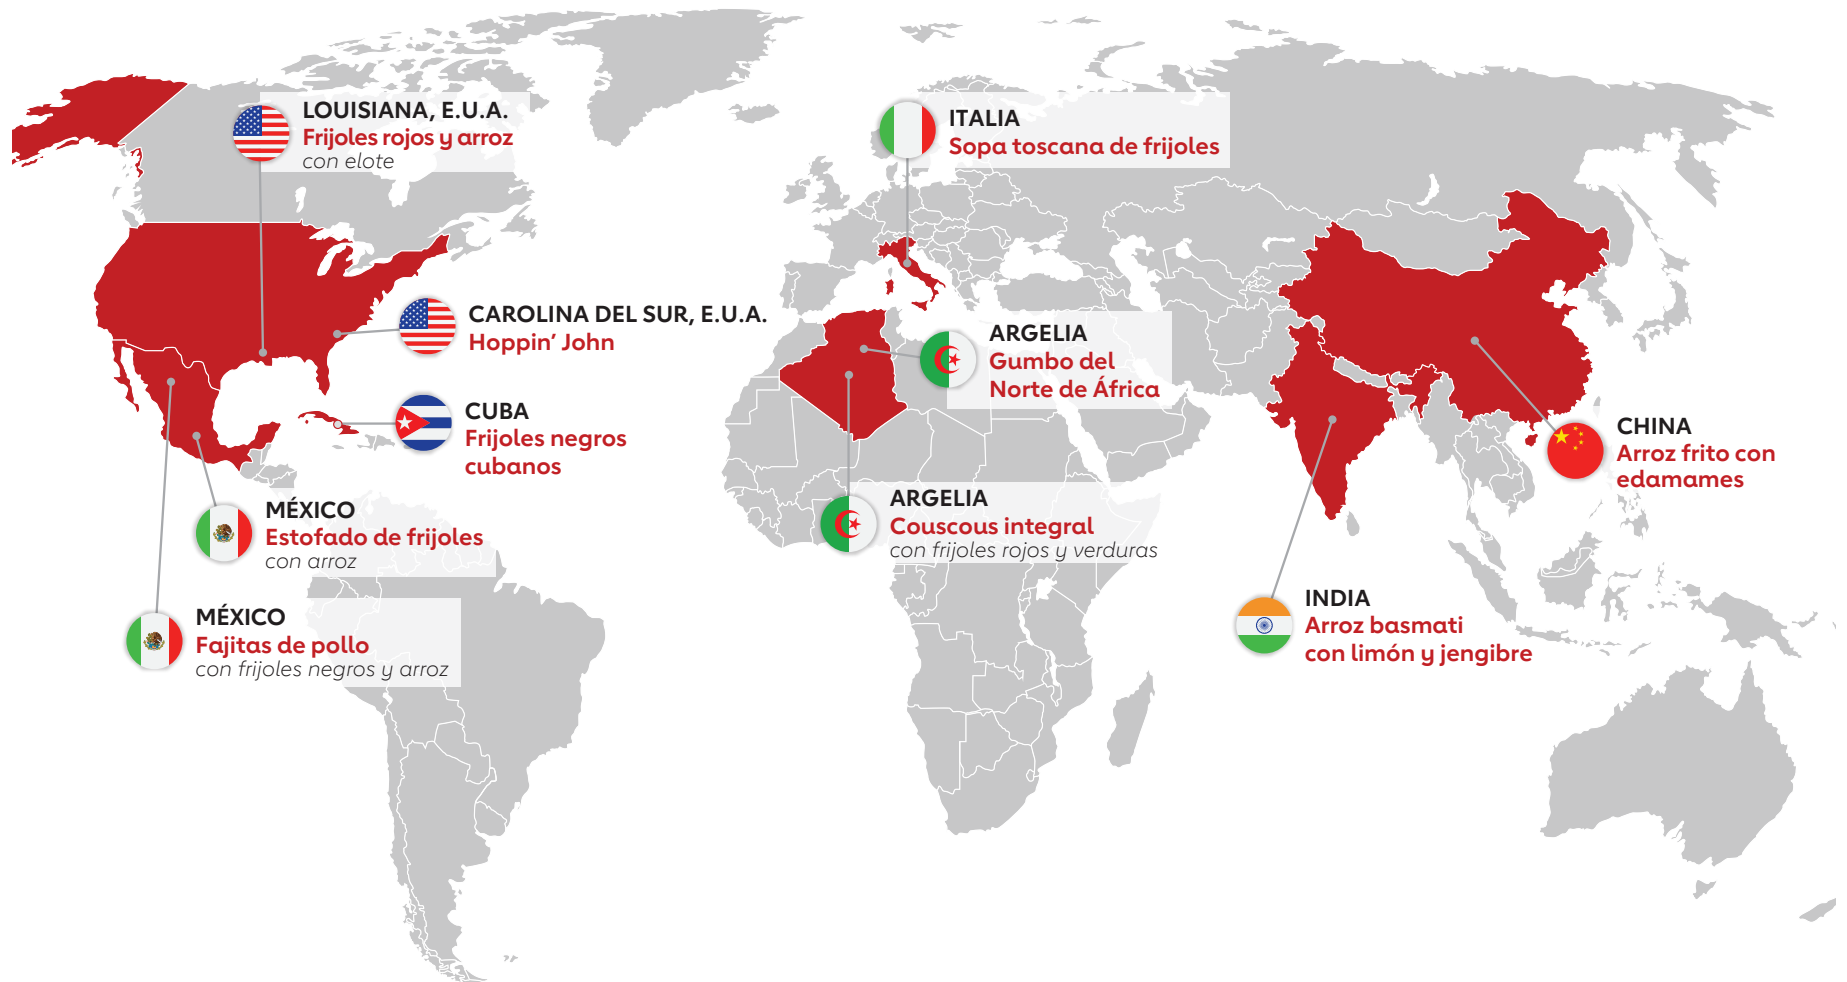 LOUISIANA, E.U.A.
Frijoles rojos y arroz
con elote
CAROLINA DEL SUR, E.U.A.
Hoppin’ John
CUBA
Frijoles negros
cubanos
MÉXICO
Estofado de frijoles
con arroz
MÉXICO
Fajitas de pollo
con frijoles negros y arroz
ITALIA
Sopa toscana de frijoles
ARGELIA
Gumbo del
Norte de África
ARGELIA
Couscous integral
con frijoles rojos y verduras
CHINA
Arroz frito con
edamames
INDIA
Arroz basmati
con limón y jengibre